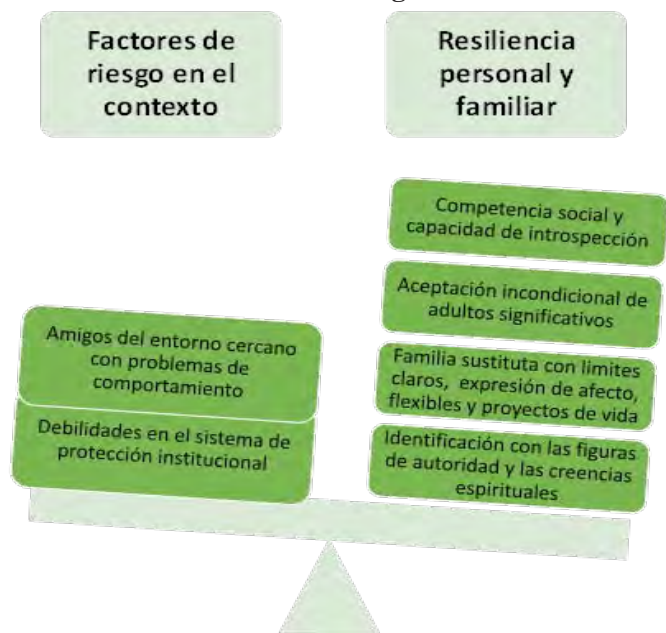 Factores de
riesgo en el
contexto
Resiliencia
personal y
familiar
Competencia social y
capacidad de introspección
Aceptación incondicional de
adultos significativos
Familia sustituta con limites
claros, expresión de afecto,
flexibles y proyectos de vida
Identificación con las figuras
de autoridad y las creencias
espirituales
Amigos del entorno cercano
con problemas de
comportamiento
Debilidades en el sistema de
protección institucional